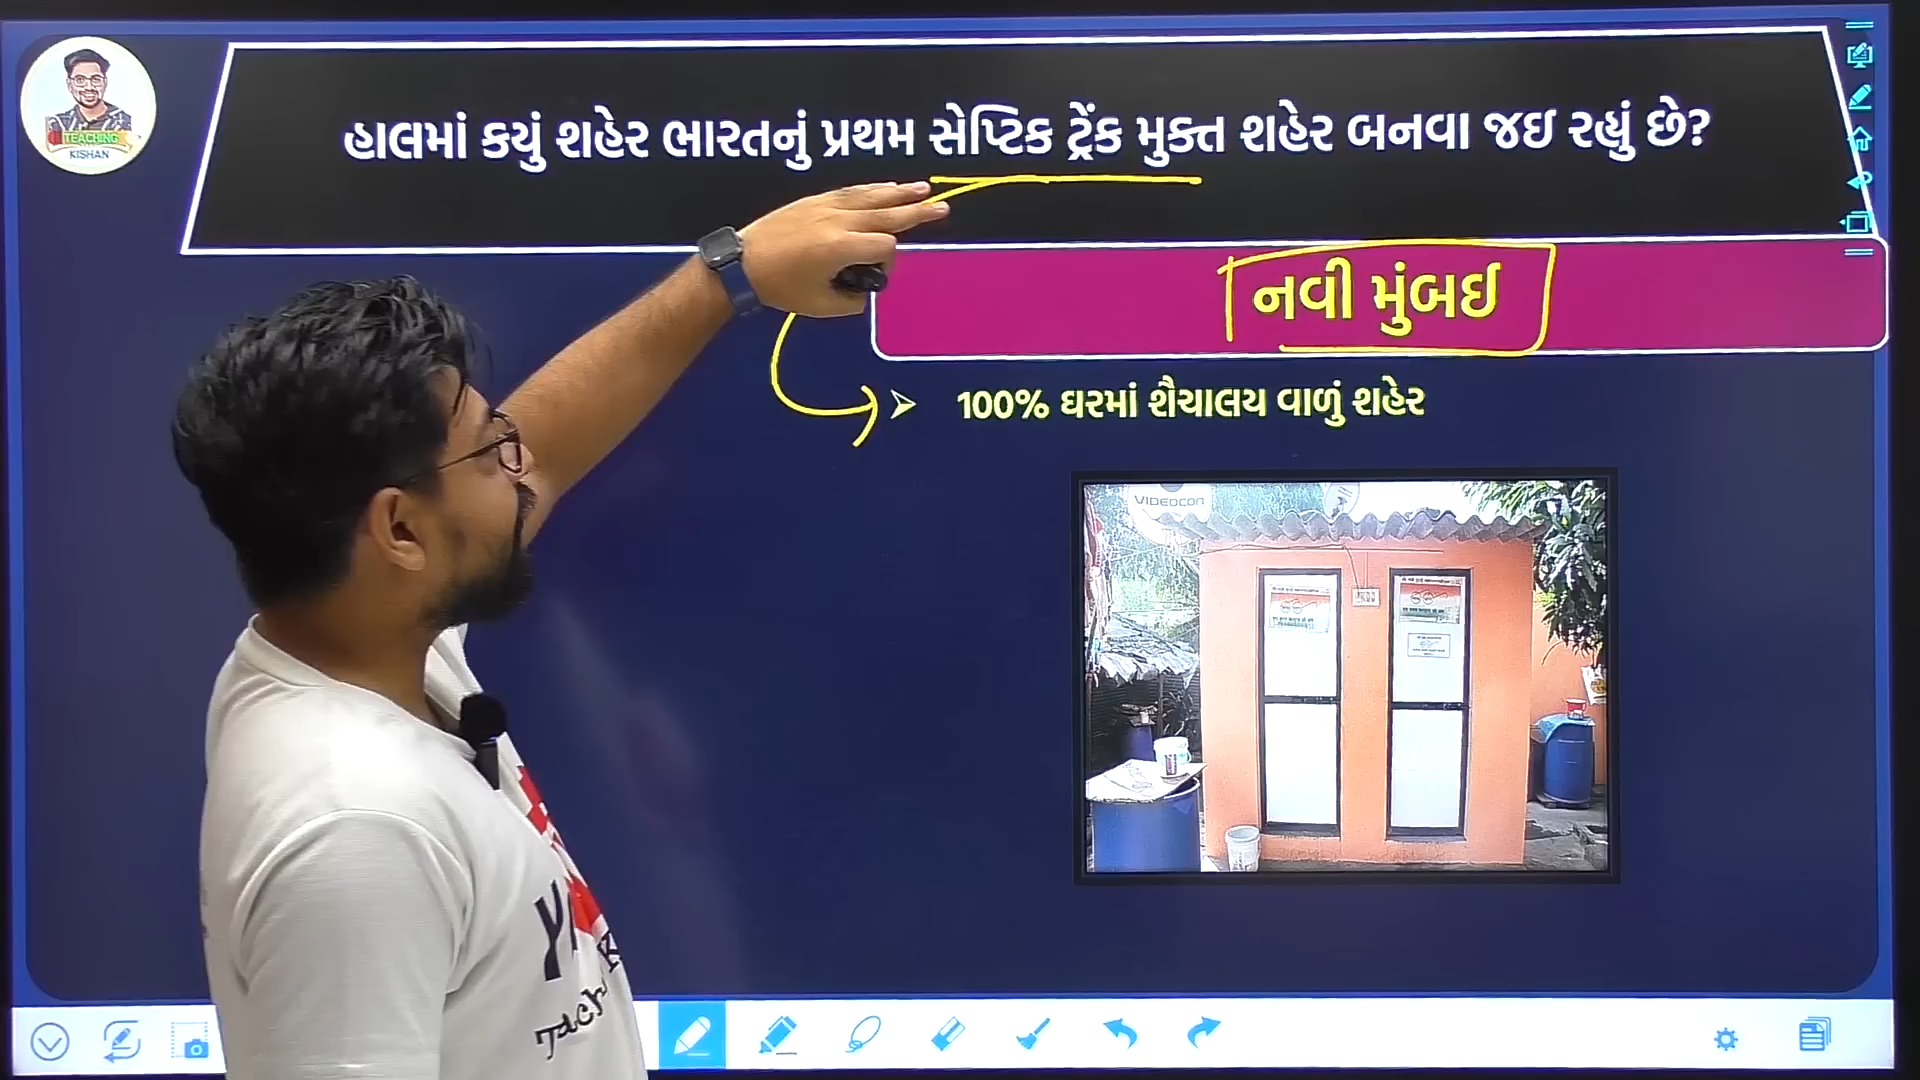 હાલમાં કયું શહેર ભારતનું પ્રથમ સેપ્ટિક ટ્રેંક મુક્ત શહેર બનવા જઇ રહ્યું છે?
TEACHING
KISHAN
નવી મુંબઇ
100% ઘરમાં શૈચાલય વાળું શહેર
VIDEOCON